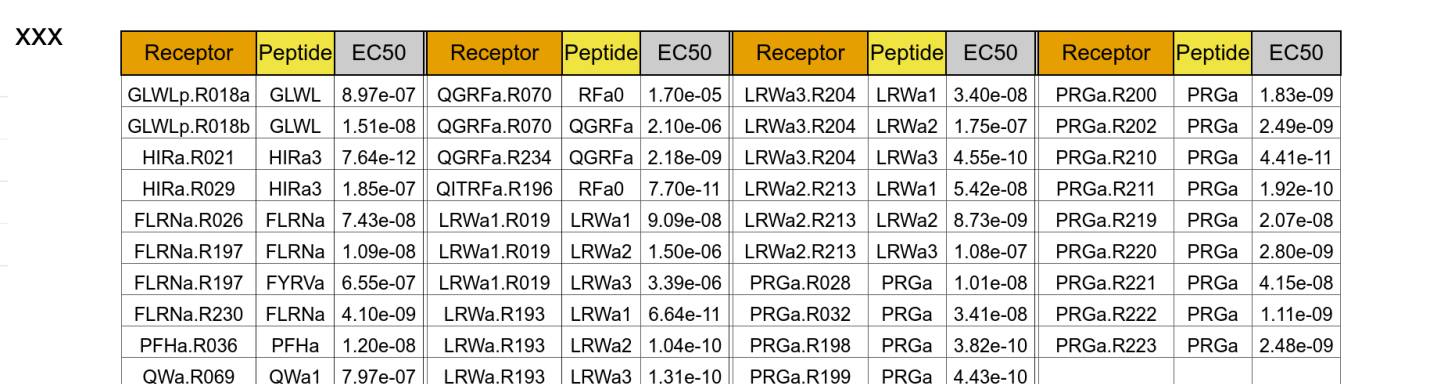 XXX
Receptor Peptide EC50 Receptor Peptide EC50 Receptor Peptide EC50 Receptor Peptide EC50
GLWLp.R018a GLWL 8.97e-07 QGRFa.R070 RFa0 1.70e-05 LRWa3.R204 LRWa1 3.40e-08 PRGa.R200 PRGa 1.83e-09
GLWLp.R018b GLWL 1.51e-08 QGRFa.R070 QGRFa 2.10e-06 LRWa3.R204 LRWa2 1.75e-07 PRGa.R202 PRGa 2.49e-09
HIRa.R021 HIRa3 7.64e-12 QGRFa.R234 QGRFa 2.18e-09 LRWa3.R204 LRWa3 4.55e-10 PRGa.R210 PRGa 4.41e-11
HIRa.R029 HIRa3 1.85e-07 QITRFa.R196 RFa0 7.70e-11 LRWa2.R213 LRWa1 5.42e-08 PRGa.R211 PRGa 1.92e-10
FLRNa.R026 FLRNa 7.43e-08 LRWa1.R019 LRWa1 9.09e-08 LRWa2.R213 LRWa2 8.73e-09 PRGa.R219 PRGa 2.07e-08
FLRNa.R197 FLRNa 1.09e-08 LRWa1.R019 LRWa2 1.50e-06 LRWa2.R213 LRWa3 1.08e-07 PRGa.R220 PRGa 2.80e-09
FLRNa.R197 FYRVa 6.55e-07 LRWa1.R019 LRWa3 3.39e-06 PRGa.R028 PRGa 1.01e-08 PRGa.R221 PRGa 4.15e-08
FLRNa.R230 FLRNa 4.10e-09 LRWa.R193 LRWa1 6.64e-11 PRGa.R032 PRGa 3.41e-08 PRGa.R222 PRGa 1.11e-09
PFHa.R036 PFHa 1.20e-08 LRWa.R193 LRWa2 1.04e-10 PRGa.R198 PRGa 3.82e-10 PRGa.R223 PRGa 2.48e-09
QWa.R069 QWa1 7.97e-07 LRWa.R193 LRWa3 1.31e-10 PRGa.R199 PRGa 4.43e-10